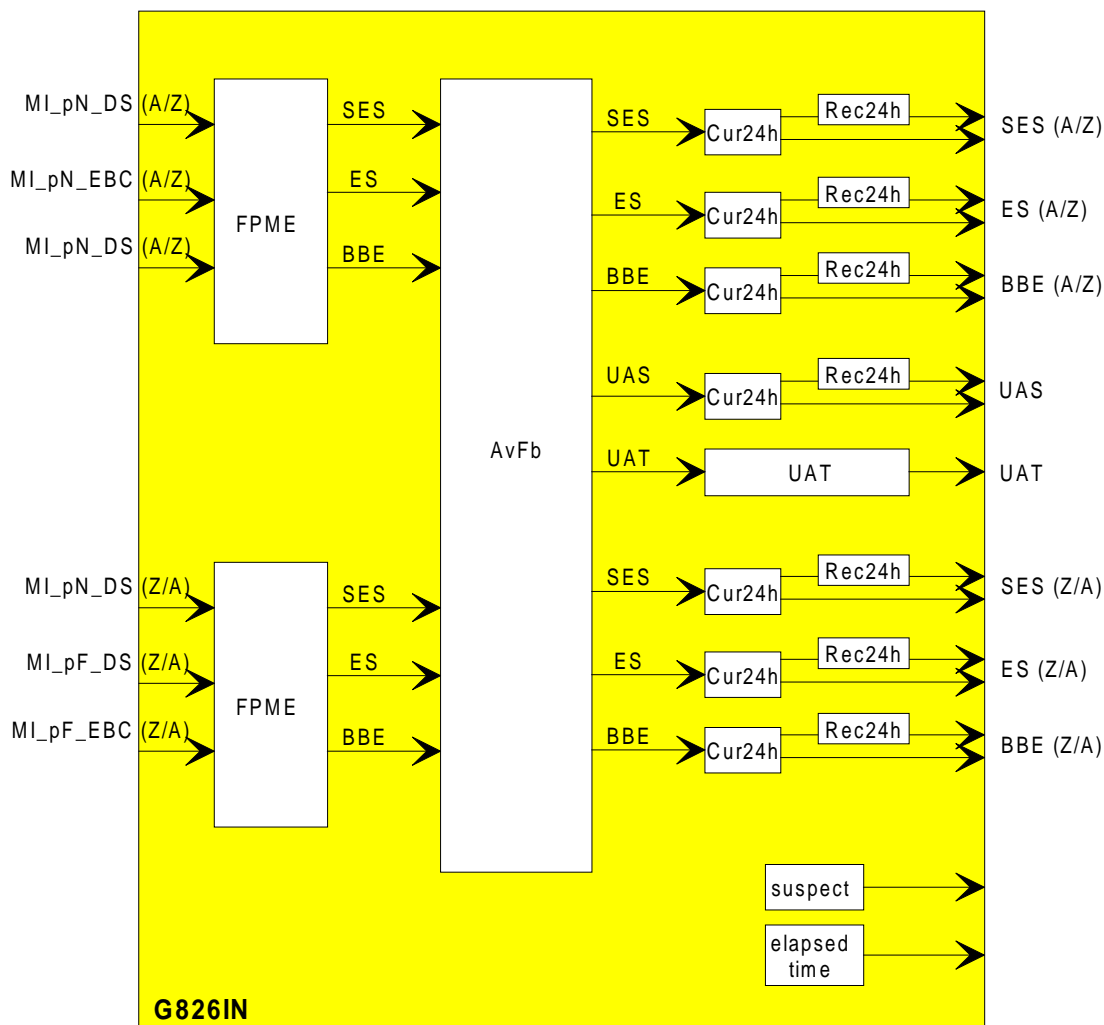 MI_pN_DS (A/Z)
MI_pN_EBC (A/Z)
MI_pN_DS (A/Z)
FPME
SES
ES
BBE
MI_pN_DS (Z/A)
MI_pF_DS (Z/A)
MI_pF_EBC (Z/A)
FPME
SES
ES
BBE
AvFb
SES
Cur24h
Rec24h
SES (A/Z)
ES
Cur24h
Rec24h
ES (A/Z)
BBE
Cur24h
Rec24h
BBE (A/Z)
UAS
Cur24h
Rec24h
UAS
UAT
UAT
UAT
SES
Cur24h
Rec24h
SES (Z/A)
ES
Cur24h
Rec24h
ES (Z/A)
BBE
Cur24h
Rec24h
BBE (Z/A)
suspect
elapsed
time
G826IN